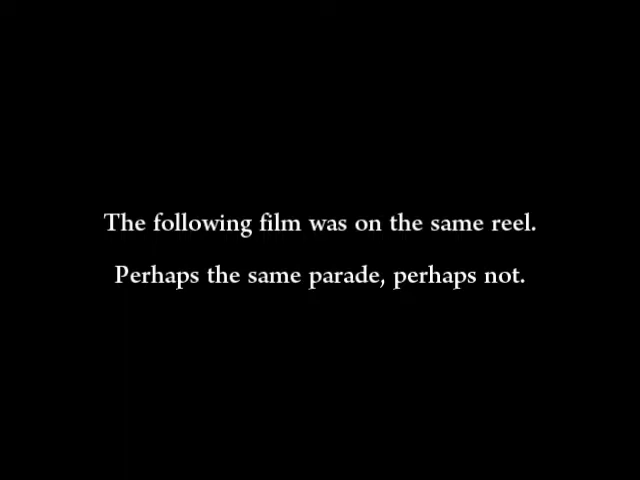 The following film was on the same reel.
Perhaps the same parade, perhaps not.